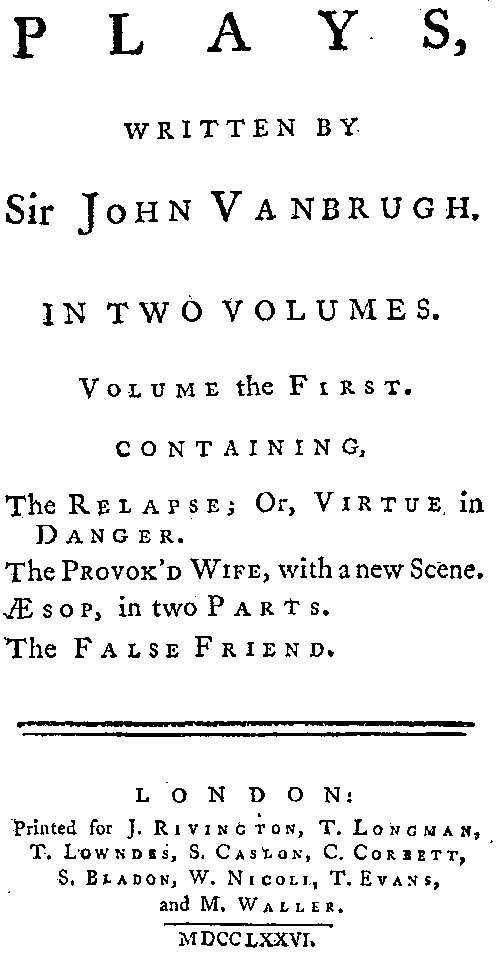 PLAYS,
WRITTEN BY
Sir JOHN VANBRUGH.
IN TWO VOLUMES.
VOLUME the FIRST.
CONTAINING,
The RELAPSE; Or, VIRTUE in
DANGER.
The PROVOK'D WIFE, with a new Scene.
ÆSOP, in two PARTS.
The FALSE FRIEND.
LONDON:
Printed for J. RIVINGTON, T. LONGMAN,
T. LOWNDES, S. CASLON, C. CORBETT,
S. BLADON, W. NICOLL, T. EVANS,
and M. WALLER.
MDCCLXXVI.